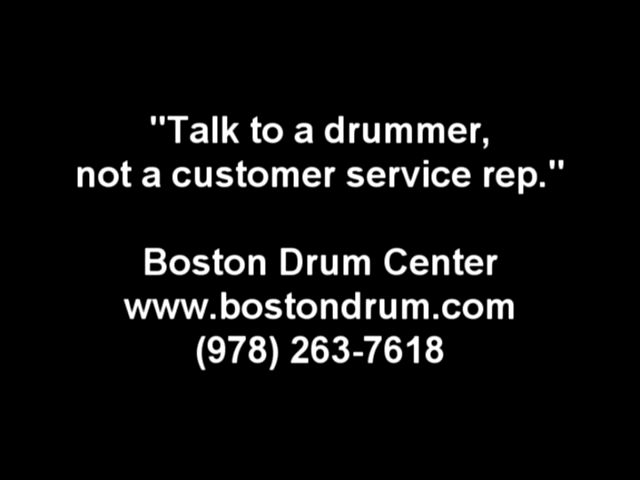 "Talk to a drummer,
not a customer service rep."
Boston Drum Center
www.bostondrum.com
(978) 263-7618